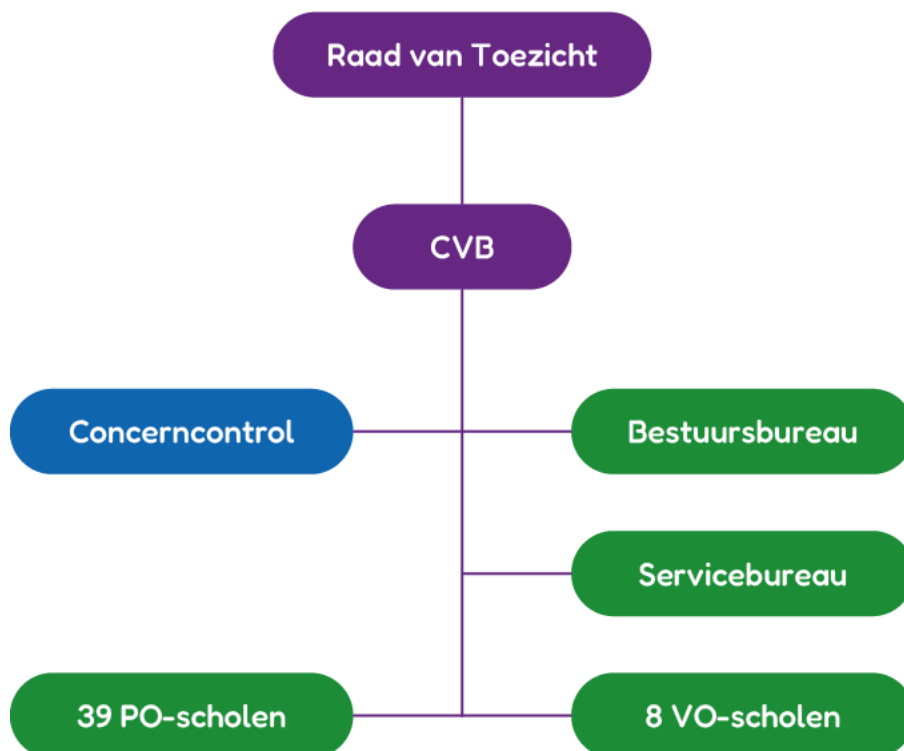 Raad van Toezicht
CVB
Concerncontrol
Bestuursbureau
Servicebureau
39 PO-scholen
8 VO-scholen